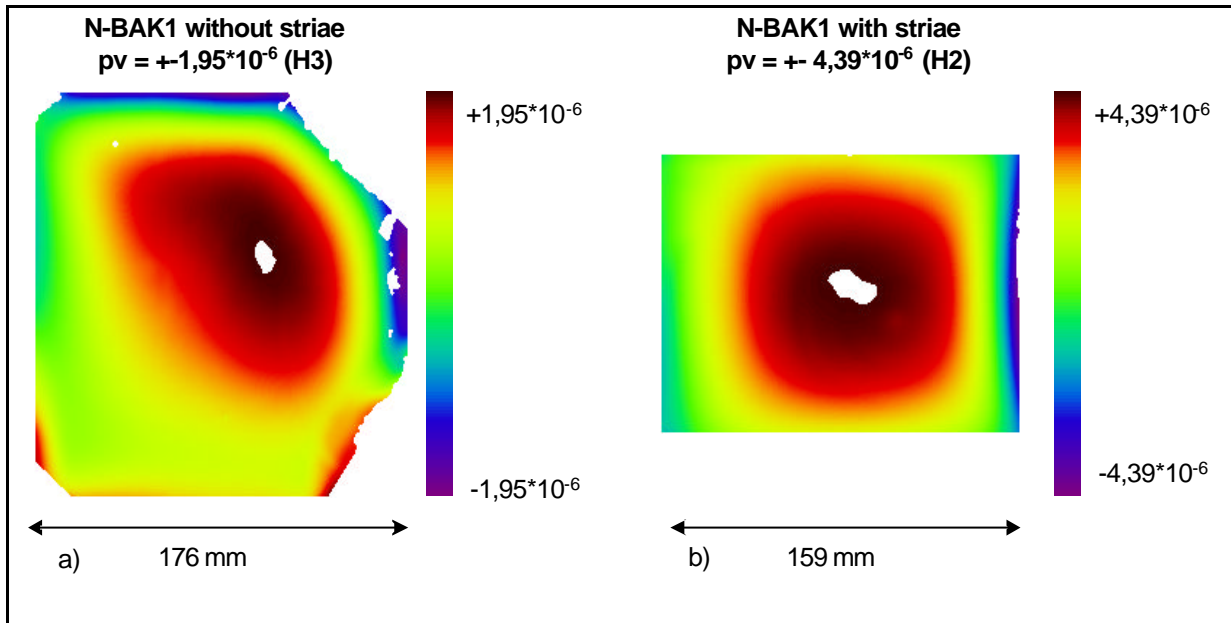 N-BAK1 without striae
pv = +-1,95*10⁻⁶ (H3)
+1,95*10⁻⁶
-1,95*10⁻⁶
a) 176 mm
N-BAK1 with striae
pv = +- 4,39*10⁻⁶ (H2)
+4,39*10⁻⁶
-4,39*10⁻⁶
b) 159 mm